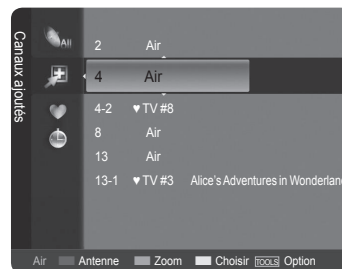 Canaux ajoutés
All
2 Air
4 Air
4-2 ♥ TV #8
8 Air
13 Air
13-1 ♥ TV #3 Alice's Adventures in Wonderlan
Air Antenne Zoom Choisir TOOLS Option